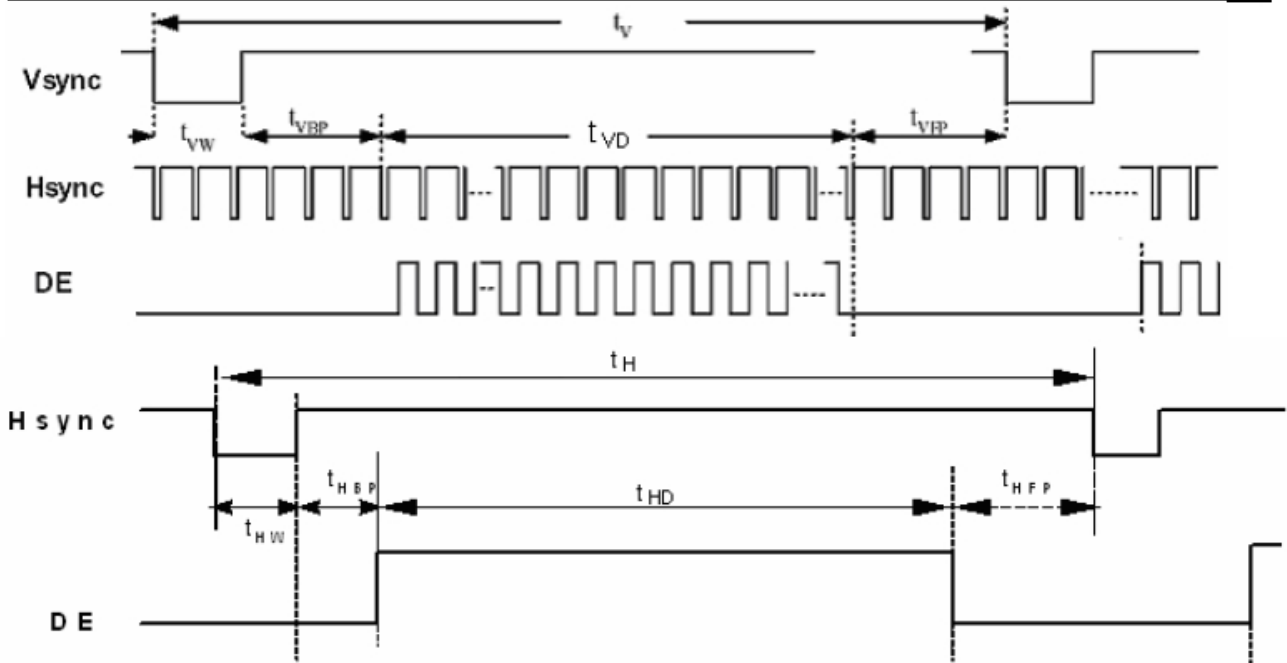 tV
Vsync
tVW tVBP tVD tVFP
Hsync
DE
tH
Hsync
tHBP tHD tHFP
tHW
DE